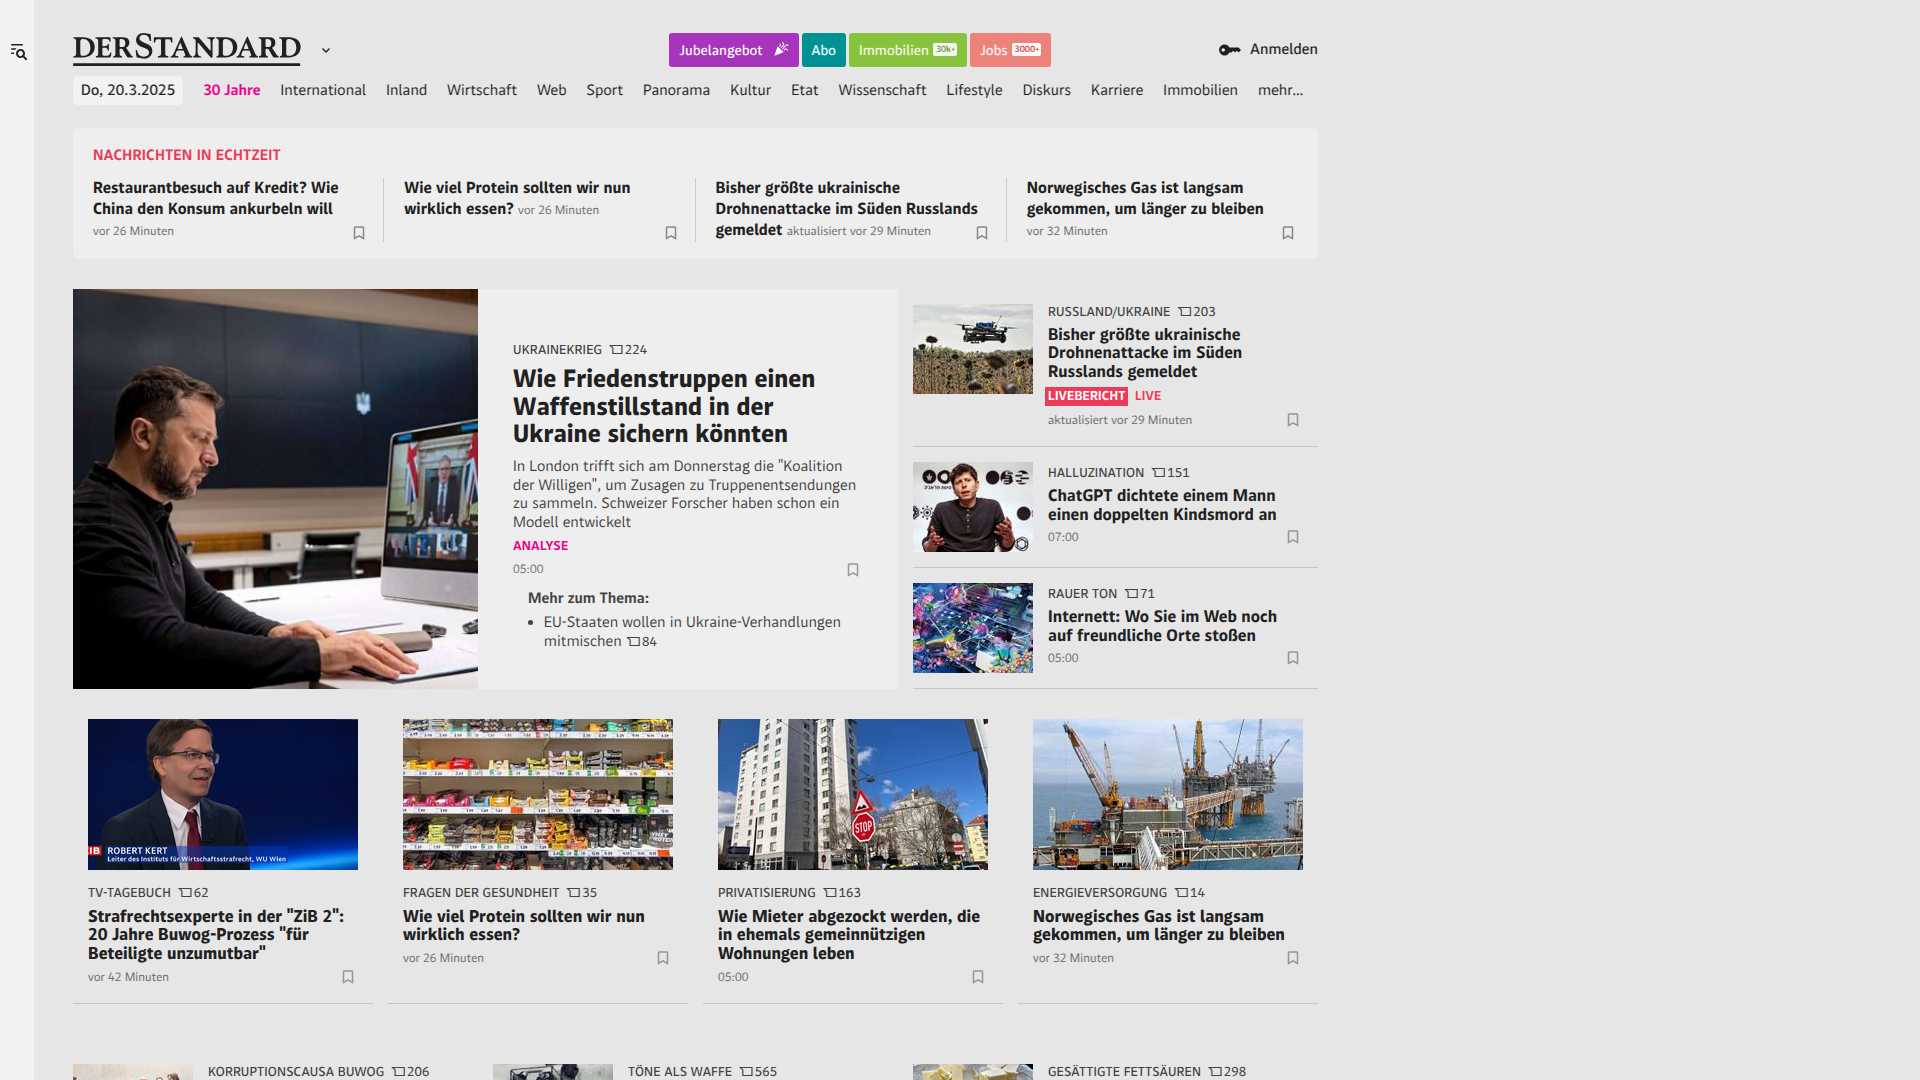 DERSTANDARD
Jubelangebot
Abo
Immobilien 30k+
Jobs 3000+
Anmelden
Do, 20.3.2025
30 Jahre
International
Inland
Wirtschaft
Web
Sport
Panorama
Kultur
Etat
Wissenschaft
Lifestyle
Diskurs
Karriere
Immobilien
mehr...
NACHRICHTEN IN ECHTZEIT
Restaurantbesuch auf Kredit? Wie
China den Konsum ankurbeln will
vor 26 Minuten
Wie viel Protein sollten wir nun
wirklich essen? vor 26 Minuten
Bisher größte ukrainische
Drohnenattacke im Süden Russlands
gemeldet aktualisiert vor 29 Minuten
Norwegisches Gas ist langsam
gekommen, um länger zu bleiben
vor 32 Minuten
UKRAINEKRIEG 224
Wie Friedenstruppen einen
Waffenstillstand in der
Ukraine sichern könnten
In London trifft sich am Donnerstag die "Koalition
der Willigen", um Zusagen zu Truppenentsendungen
zu sammeln. Schweizer Forscher haben schon ein
Modell entwickelt
ANALYSE
05:00
Mehr zum Thema:
• EU-Staaten wollen in Ukraine-Verhandlungen
mitmischen 84
RUSSLAND/UKRAINE 203
Bisher größte ukrainische
Drohnenattacke im Süden
Russlands gemeldet
LIVEBERICHT LIVE
aktualisiert vor 29 Minuten
HALLUZINATION 151
ChatGPT dichtete einem Mann
einen doppelten Kindsmord an
07:00
RAUER TON 71
Internett: Wo Sie im Web noch
auf freundliche Orte stoßen
05:00
ZIB ROBERT KERT
Leiter des Instituts für Wirtschaftsstrafrecht, WU Wien
TV-TAGEBUCH 62
Strafrechtsexperte in der "ZiB 2":
20 Jahre Buwog-Prozess "für
Beteiligte unzumutbar"
vor 42 Minuten
FRAGEN DER GESUNDHEIT 35
Wie viel Protein sollten wir nun
wirklich essen?
vor 26 Minuten
STOP
PRIVATISIERUNG 163
Wie Mieter abgezockt werden, die
in ehemals gemeinnützigen
Wohnungen leben
05:00
ENERGIEVERSORGUNG 14
Norwegisches Gas ist langsam
gekommen, um länger zu bleiben
vor 32 Minuten
KORRUPTIONSCAUSA BUWOG 206
TÖNE ALS WAFFE 565
GESÄTTIGTE FETTSÄUREN 298